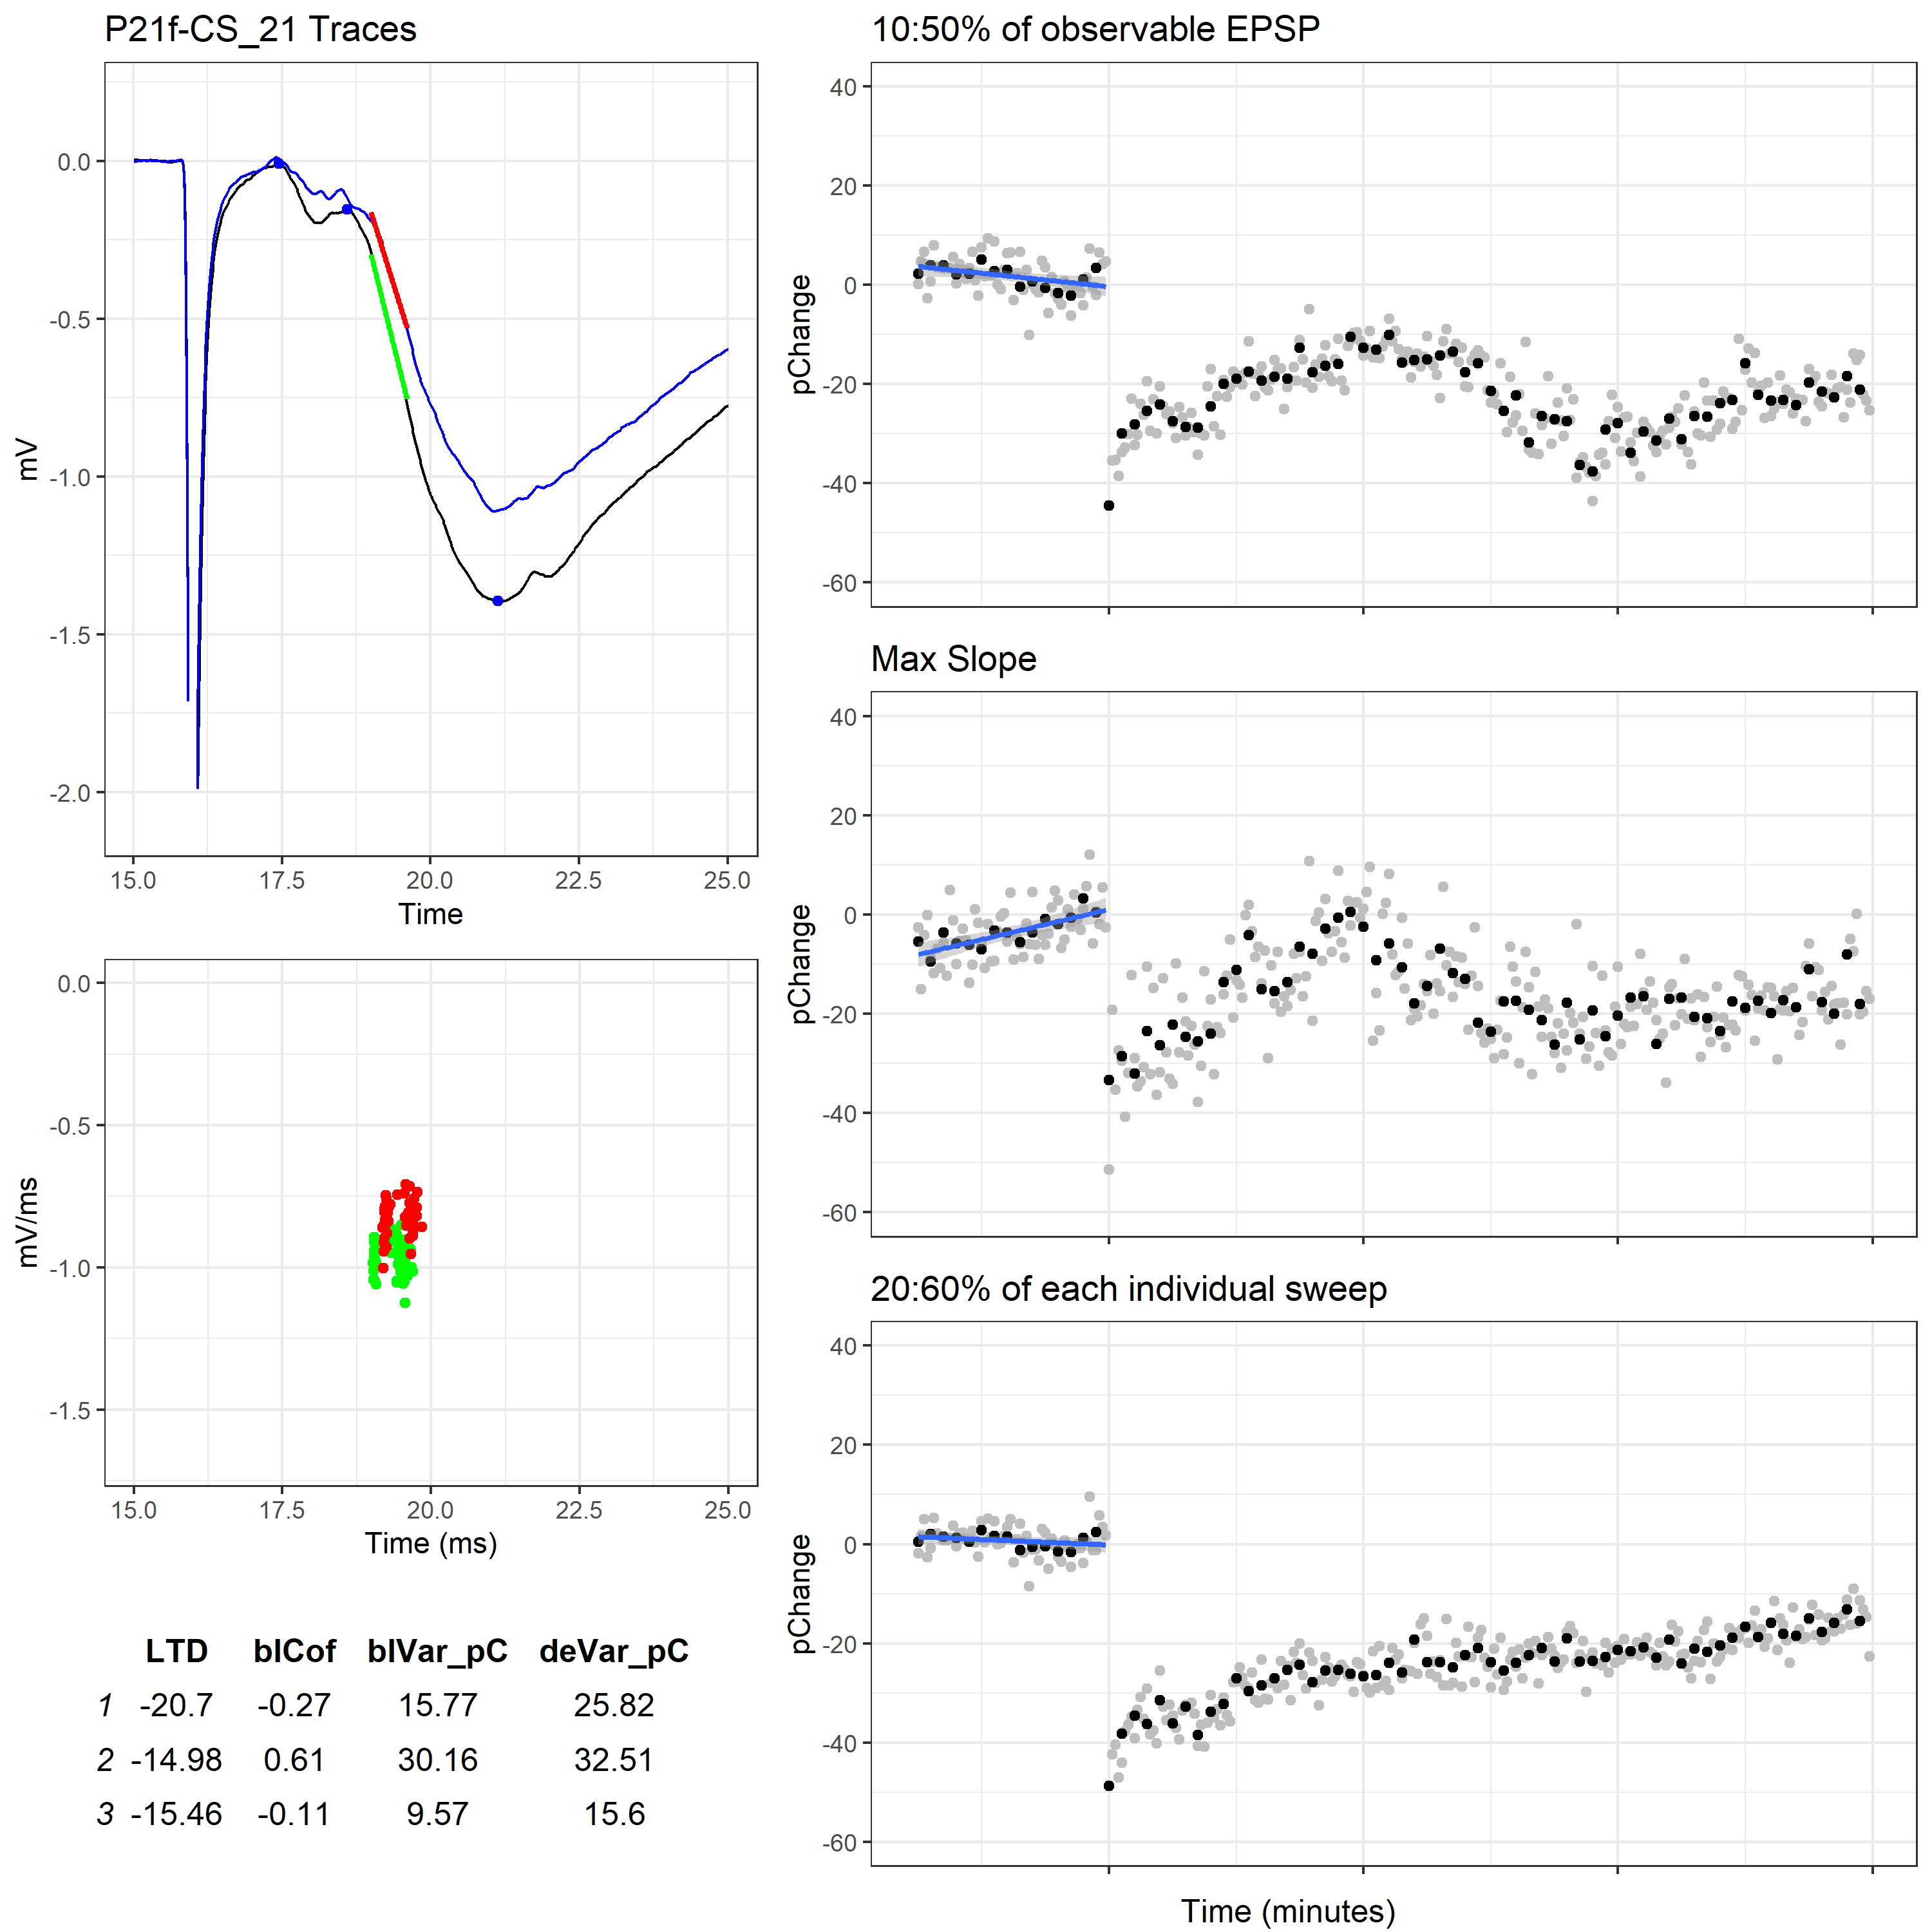 P21f-CS_21 Traces
0.0
-0.5
-1.0
-1.5
-2.0
mV
15.0 17.5 20.0 22.5 25.0
Time
0.0
-0.5
-1.0
-1.5
mV/ms
15.0 17.5 20.0 22.5 25.0
Time (ms)
LTD blCof blVar_pC deVar_pC
1 -20.7 -0.27 15.77 25.82
2 -14.98 0.61 30.16 32.51
3 -15.46 -0.11 9.57 15.6
10:50% of observable EPSP
40
20
0
-20
-40
-60
pChange
Max Slope
40
20
0
-20
-40
-60
pChange
20:60% of each individual sweep
40
20
0
-20
-40
-60
pChange
Time (minutes)